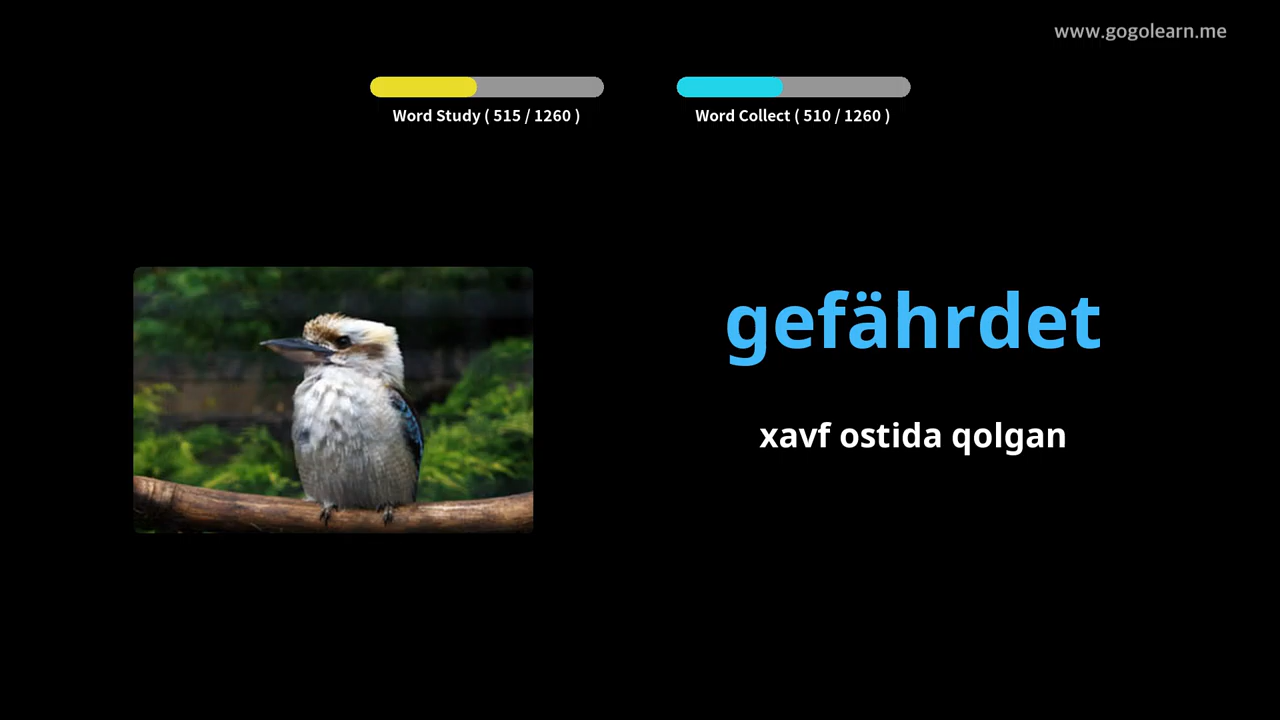 www.gogolearn.me
Word Study ( 515 / 1260 )
Word Collect ( 510 / 1260 )
gefährdet
xavf ostida qolgan